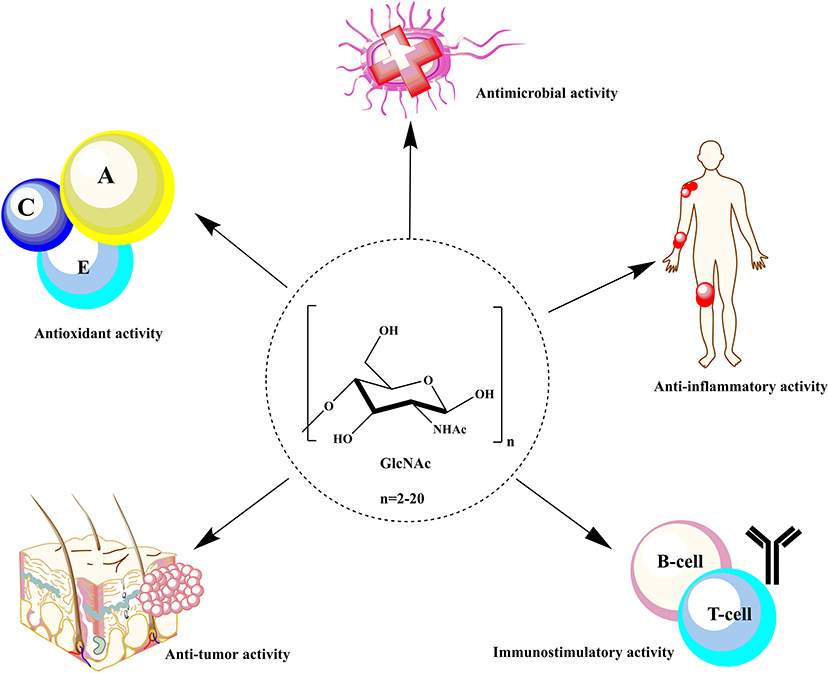 Antimicrobial activity
A
C
E
Antioxidant activity
OH
O
O
OH
HO
NHAc
n
GlcNAc
n=2-20
Anti-inflammatory activity
B-cell
T-cell
Anti-tumor activity
Immunostimulatory activity